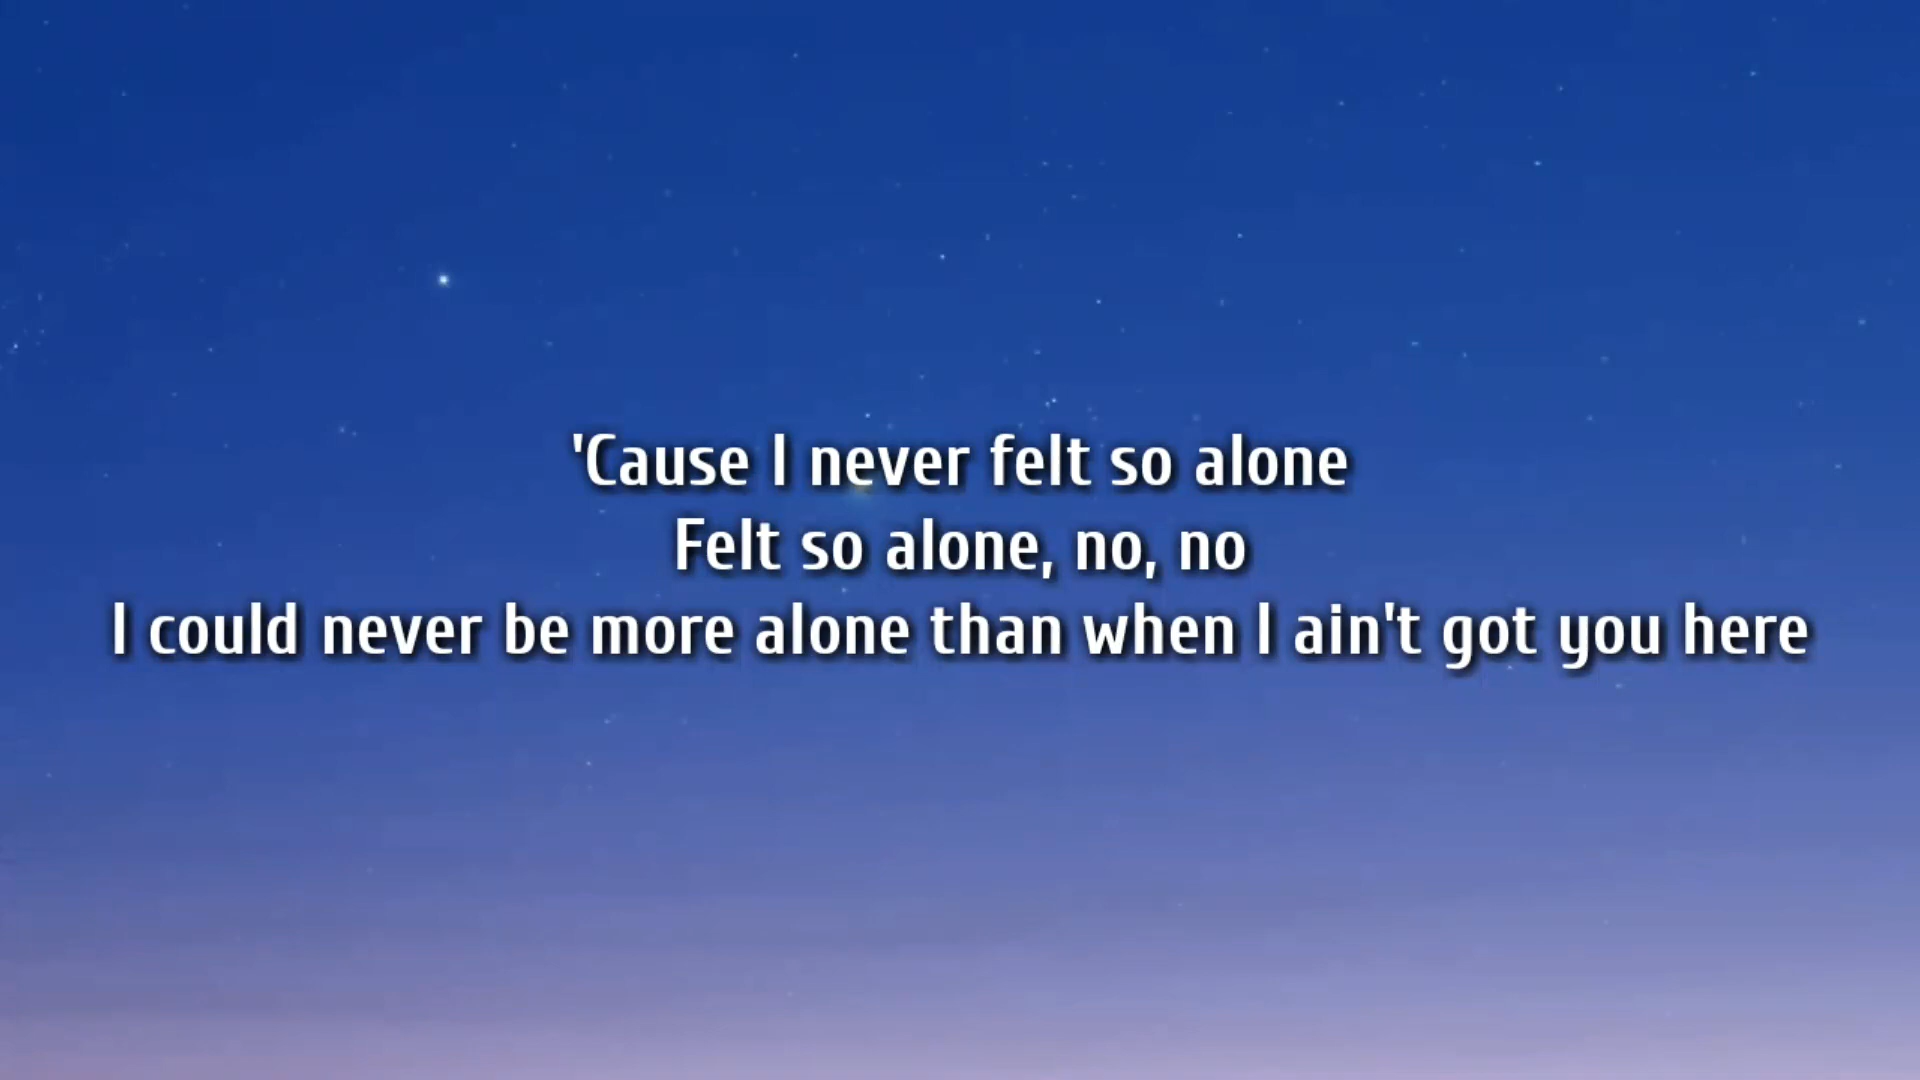 'Cause I never felt so alone
Felt so alone, no, no
I could never be more alone than when I ain't got you here